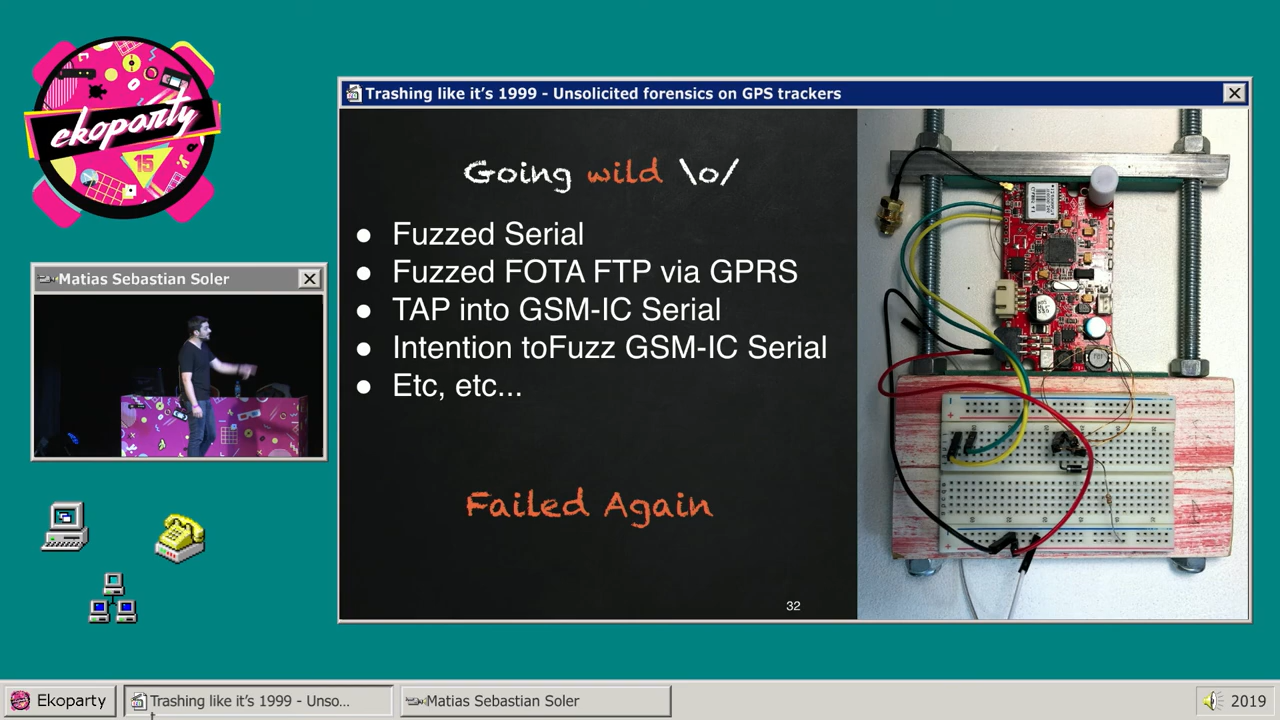 ekoparty
15
Trashing like it's 1999 - Unsolicited forensics on GPS trackers
Going wild \o/
● Fuzzed Serial
● Fuzzed FOTA FTP via GPRS
● TAP into GSM-IC Serial
● Intention toFuzz GSM-IC Serial
● Etc, etc...
Failed Again
32
Matias Sebastian Soler
Ekoparty
Trashing like it's 1999 - Unso...
Matias Sebastian Soler
2019